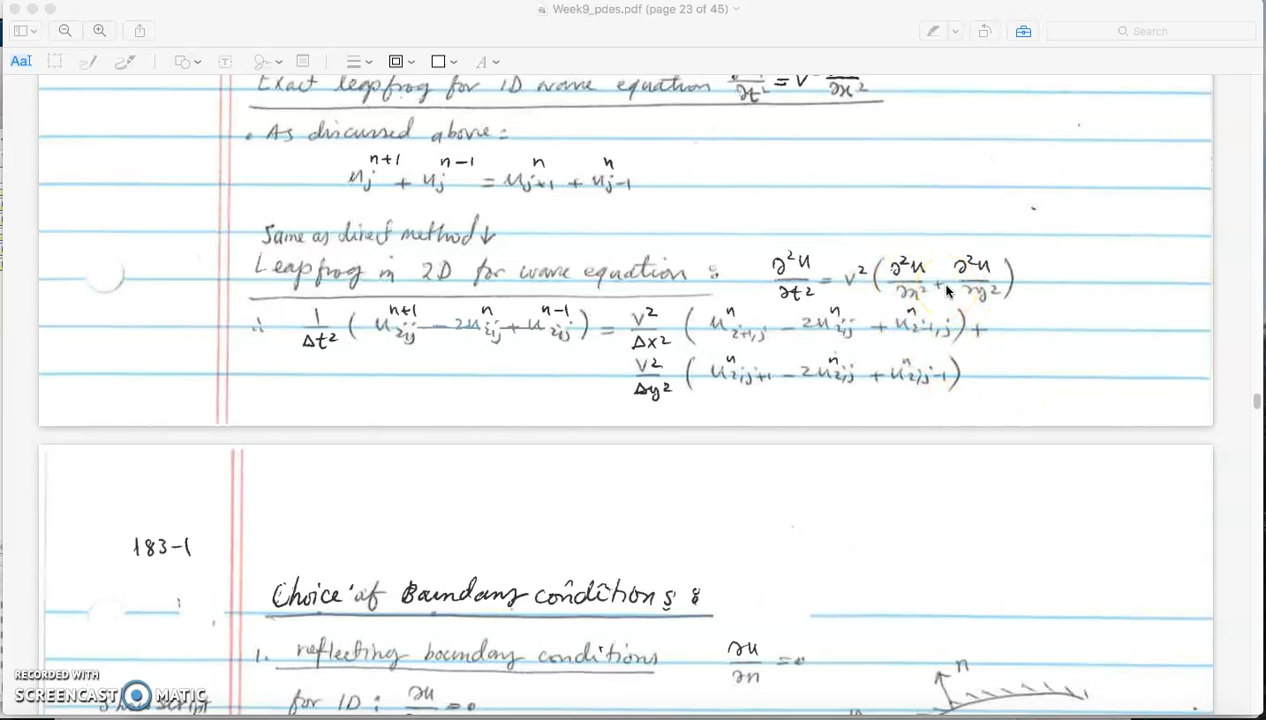 Week9_pdes.pdf (page 23 of 45)
Search
AaI
Exact leapfrog for 1D wave equation ∂t² = v ∂x²
. As discussed above :
u_j^{n+1} + u_j^{n-1} = u_{j+1}^n + u_{j-1}^n
Same as direct method ↓
Leapfrog in 2D for wave equation : ∂²u/∂t² = v² ( ∂²u/∂x² + ∂²u/∂y² )
∴ 1/Δt² ( u_{i,j}^{n+1} - 2u_{i,j}^n + u_{i,j}^{n-1} ) = v²/Δx² ( u_{i+1,j}^n - 2u_{i,j}^n + u_{i-1,j}^n ) +
v²/Δy² ( u_{i,j+1}^n - 2u_{i,j}^n + u_{i,j-1}^n )
183-1
Choice of Boundary conditions :
1. reflecting boundary conditions ∂u/∂n = 0
n
for 1D : ∂u = 0
RECORDED WITH
SCREENCAST MATIC